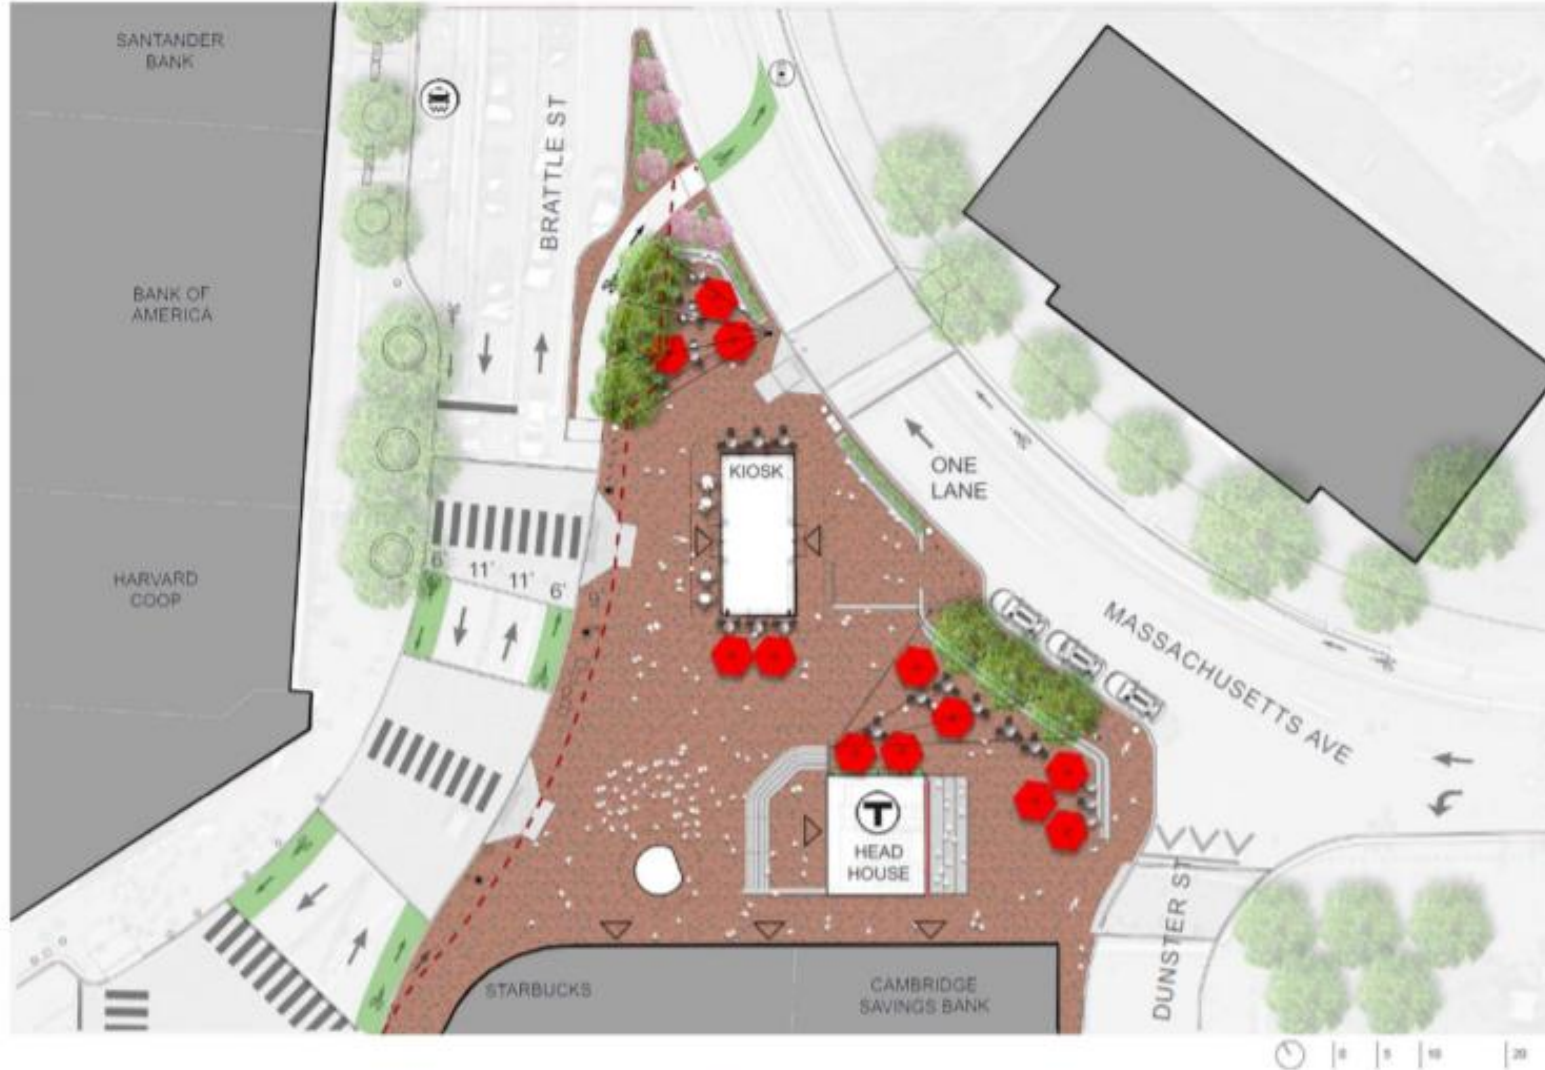 SANTANDER
BANK
BRATTLE ST
BANK OF
AMERICA
KIOSK
ONE
LANE
HARVARD
COOP
6'
11'
11'
6'
9'
MASSACHUSETTS AVE
T
HEAD
HOUSE
STARBUCKS
CAMBRIDGE
SAVINGS BANK
DUNSTER ST
0
5
10
20